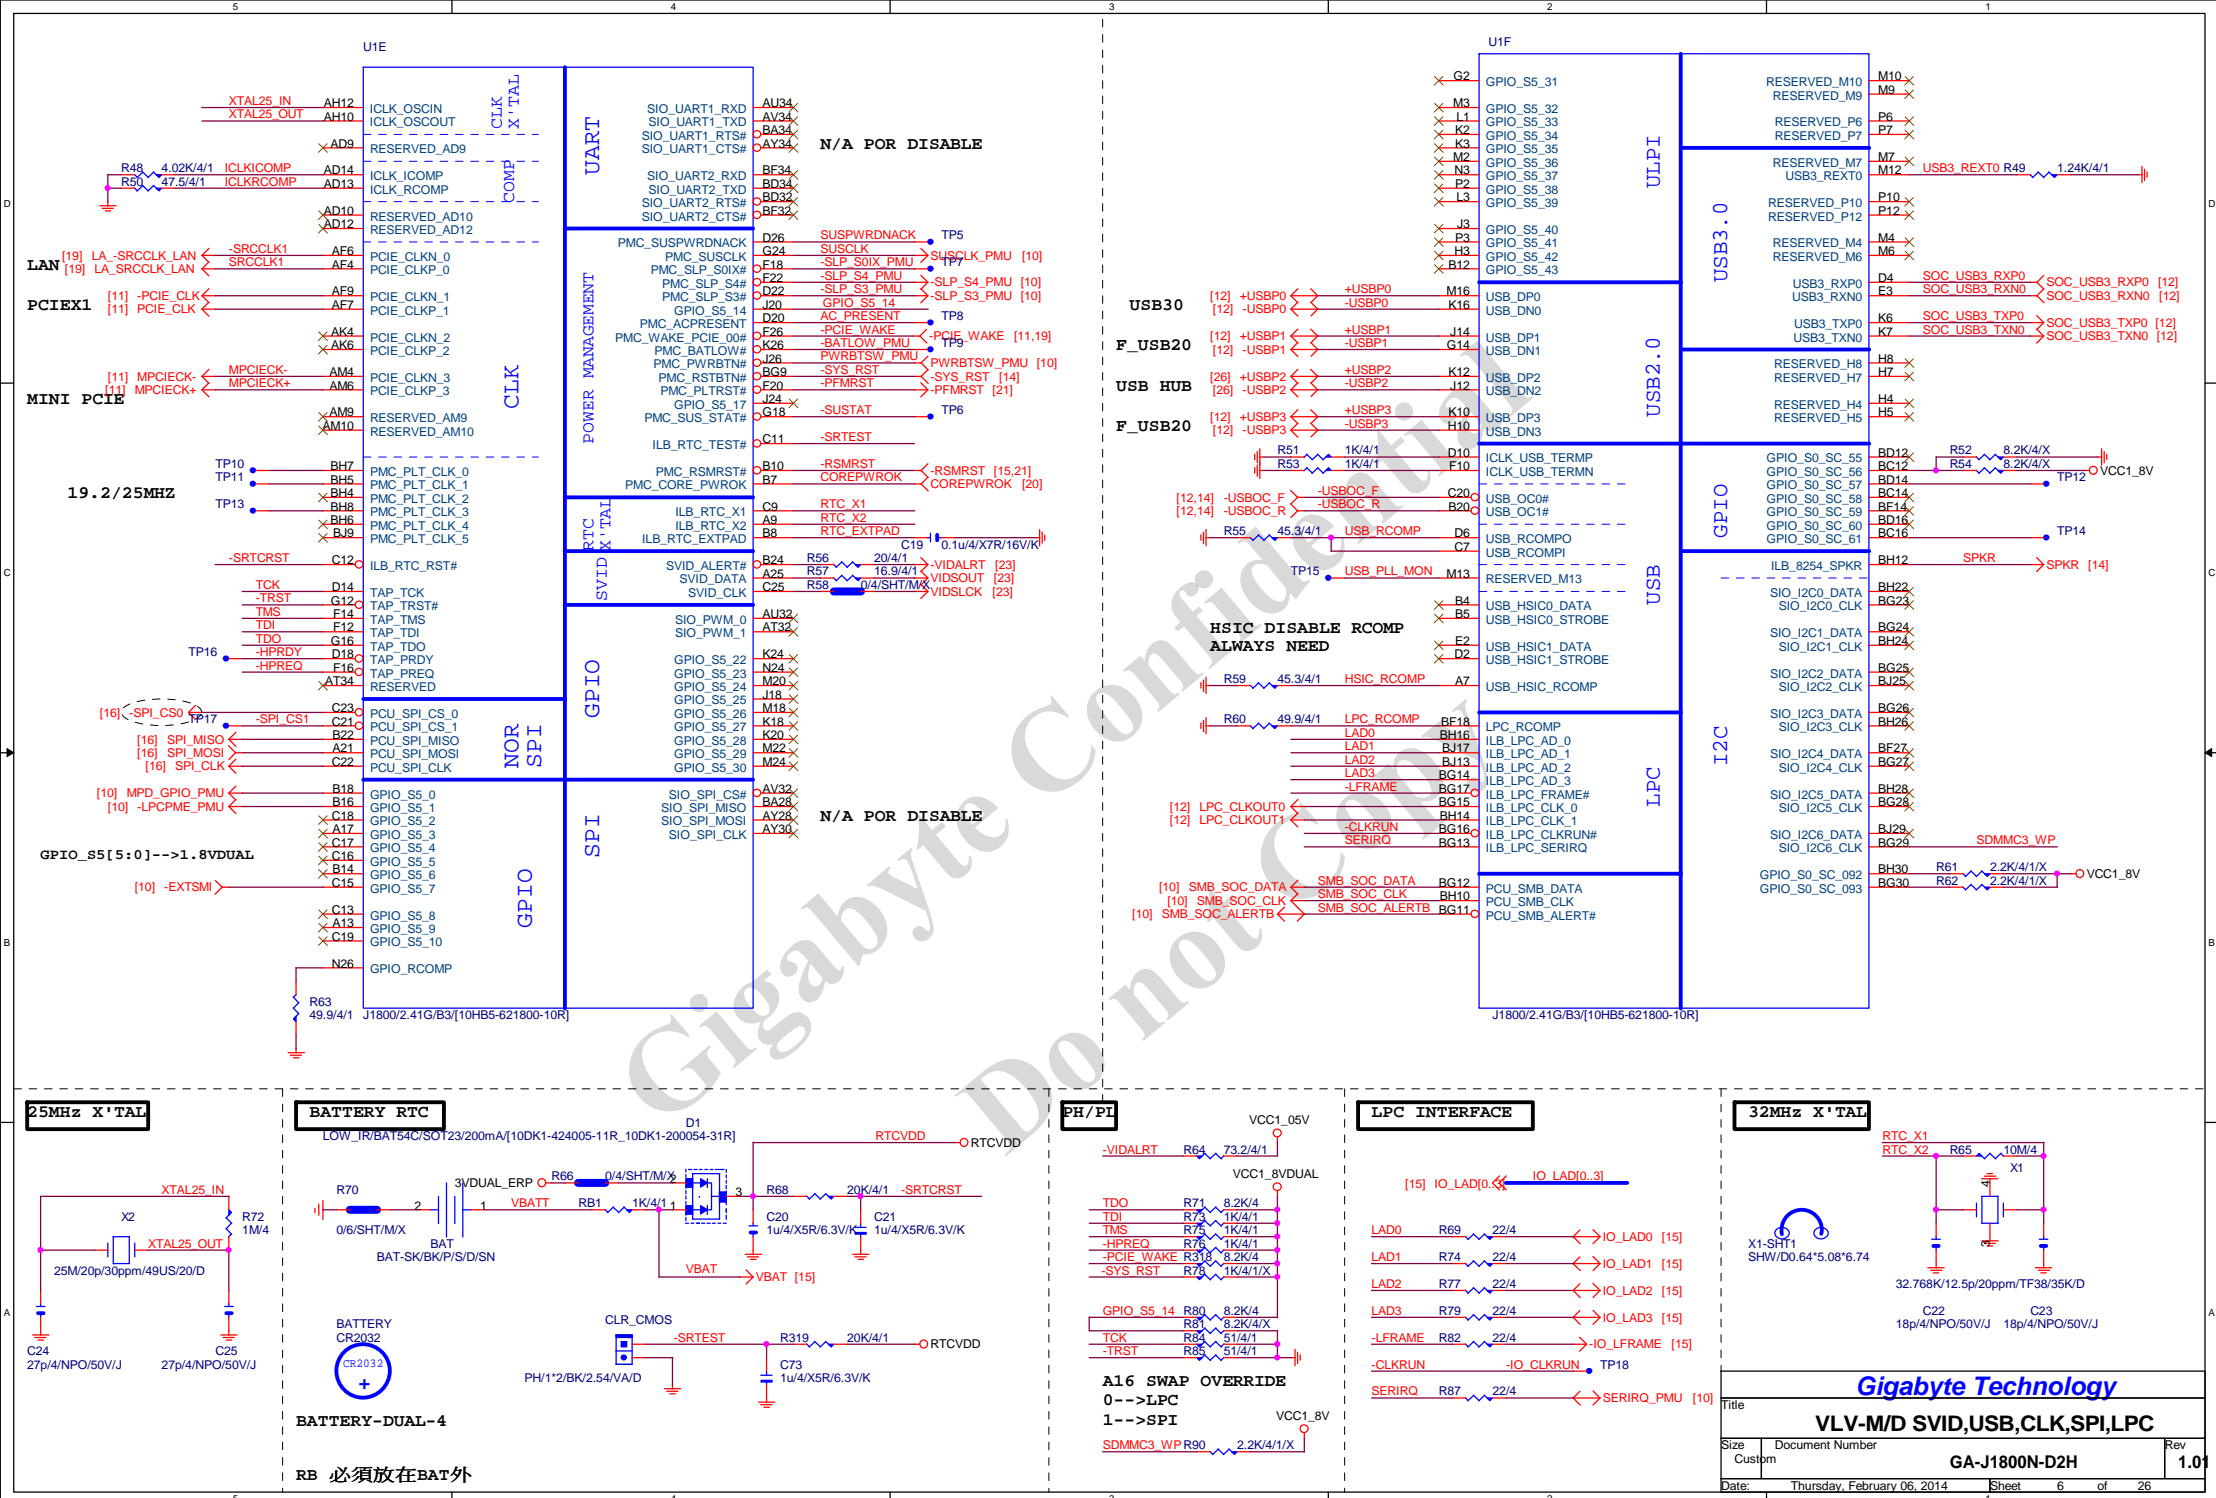 5 4 3 2 1
U1E
XTAL25_IN AH12 ICLK_OSCIN
XTAL25_OUT AH10 ICLK_OSCOUT
AD9 RESERVED_AD9
R48 4.02K/4/1 ICLKICOMP AD14 ICLK_ICOMP
R50 47.5/4/1 ICLKRCOMP AD13 ICLK_RCOMP
AD10 RESERVED_AD10
AD12 RESERVED_AD12
LAN
[19] LA_-SRCCLK_LAN -SRCCLK1 AF6 PCIE_CLKN_0
[19] LA_SRCCLK_LAN SRCCLK1 AF4 PCIE_CLKP_0
PCIEX1
[11] -PCIE_CLK AF9 PCIE_CLKN_1
[11] PCIE_CLK AF7 PCIE_CLKP_1
AK4 PCIE_CLKN_2
AK6 PCIE_CLKP_2
[11] MPCIECK- MPCIECK- AM4 PCIE_CLKN_3
[11] MPCIECK+ MPCIECK+ AM6 PCIE_CLKP_3
MINI PCIE
AM9 RESERVED_AM9
AM10 RESERVED_AM10
19.2/25MHZ
TP10 BH7 PMC_PLT_CLK_0
TP11 BH5 PMC_PLT_CLK_1
BH4 PMC_PLT_CLK_2
TP13 BH8 PMC_PLT_CLK_3
BH6 PMC_PLT_CLK_4
BJ9 PMC_PLT_CLK_5
-SRTCRST C12 ILB_RTC_RST#
TCK D14 TAP_TCK
-TRST G12 TAP_TRST#
TMS F14 TAP_TMS
TDI F12 TAP_TDI
TDO G16 TAP_TDO
TP16 -HPRDY D18 TAP_PRDY
-HPREQ F16 TAP_PREQ
AT34 RESERVED
[16] -SPI_CS0 C23 PCU_SPI_CS_0
TP17 -SPI_CS1 C21 PCU_SPI_CS_1
[16] SPI_MISO B22 PCU_SPI_MISO
[16] SPI_MOSI A21 PCU_SPI_MOSI
[16] SPI_CLK C22 PCU_SPI_CLK
[10] MPD_GPIO_PMU B18 GPIO_S5_0
[10] -LPCPME_PMU B16 GPIO_S5_1
C18 GPIO_S5_2
A17 GPIO_S5_3
C17 GPIO_S5_4
C16 GPIO_S5_5
B14 GPIO_S5_6
GPIO_S5[5:0]-->1.8VDUAL
[10] -EXTSMI C15 GPIO_S5_7
C13 GPIO_S5_8
A13 GPIO_S5_9
C19 GPIO_S5_10
N26 GPIO_RCOMP
R63
49.9/4/1
J1800/2.41G/B3/[10HB5-621800-10R]
CLK X'TAL
COMP
CLK
NOR SPI
GPIO
UART
POWER MANAGEMENT
RTC X'TAL
SVID
GPIO
SPI
SIO_UART1_RXD AU34
SIO_UART1_TXD AV34
SIO_UART1_RTS# BA34
SIO_UART1_CTS# AY34
N/A POR DISABLE
SIO_UART2_RXD BF34
SIO_UART2_TXD BD34
SIO_UART2_RTS# BD32
SIO_UART2_CTS# BF32
PMC_SUSPWRDNACK D26 SUSPWRDNACK TP5
PMC_SUSCLK G24 SUSCLK SUSCLK_PMU [10]
PMC_SLP_S0IX# F18 -SLP_S0IX_PMU TP7
PMC_SLP_S4# F22 -SLP_S4_PMU -SLP_S4_PMU [10]
PMC_SLP_S3# D22 -SLP_S3_PMU -SLP_S3_PMU [10]
GPIO_S5_14 J20 GPIO_S5_14
PMC_ACPRESENT D20 AC_PRESENT TP8
PMC_WAKE_PCIE_00# F26 -PCIE_WAKE -PCIE_WAKE [11,19]
PMC_BATLOW# K26 -BATLOW_PMU TP9
PMC_PWRBTN# J26 PWRBTSW_PMU PWRBTSW_PMU [10]
PMC_RSTBTN# BG9 -SYS_RST -SYS_RST [14]
PMC_PLTRST# F20 -PFMRST -PFMRST [21]
GPIO_S5_17 J24
PMC_SUS_STAT# G18 -SUSTAT TP6
ILB_RTC_TEST# C11 -SRTEST
PMC_RSMRST# B10 -RSMRST -RSMRST [15,21]
PMC_CORE_PWROK B7 COREPWROK COREPWROK [20]
ILB_RTC_X1 C9 RTC_X1
ILB_RTC_X2 A9 RTC_X2
ILB_RTC_EXTPAD B8 RTC_EXTPAD C19 0.1u/4/X7R/16V/K
SVID_ALERT# B24 R56 20/4/1 -VIDALRT [23]
SVID_DATA A25 R57 16.9/4/1 VIDSOUT [23]
SVID_CLK C25 R58 0/4/SHT/M/X VIDSLCK [23]
SIO_PWM_0 AU32
SIO_PWM_1 AT32
GPIO_S5_22 K24
GPIO_S5_23 N24
GPIO_S5_24 M20
GPIO_S5_25 J18
GPIO_S5_26 M18
GPIO_S5_27 K18
GPIO_S5_28 K20
GPIO_S5_29 M22
GPIO_S5_30 M24
SIO_SPI_CS# AV32
SIO_SPI_MISO BA28
SIO_SPI_MOSI AY28
SIO_SPI_CLK AY30
N/A POR DISABLE
U1F
G2 GPIO_S5_31
M3 GPIO_S5_32
L1 GPIO_S5_33
K2 GPIO_S5_34
K3 GPIO_S5_35
M2 GPIO_S5_36
N3 GPIO_S5_37
P2 GPIO_S5_38
L3 GPIO_S5_39
J3 GPIO_S5_40
P3 GPIO_S5_41
H3 GPIO_S5_42
B12 GPIO_S5_43
USB30
[12] +USBP0 +USBP0 M16 USB_DP0
[12] -USBP0 -USBP0 K16 USB_DN0
F_USB20
[12] +USBP1 +USBP1 J14 USB_DP1
[12] -USBP1 -USBP1 G14 USB_DN1
USB HUB
[26] +USBP2 +USBP2 K12 USB_DP2
[26] -USBP2 -USBP2 J12 USB_DN2
F_USB20
[12] +USBP3 +USBP3 K10 USB_DP3
[12] -USBP3 -USBP3 H10 USB_DN3
R51 1K/4/1 D10 ICLK_USB_TERMP
R53 1K/4/1 F10 ICLK_USB_TERMN
[12,14] -USBOC_F -USBOC_F C20 USB_OC0#
[12,14] -USBOC_R -USBOC_R B20 USB_OC1#
R55 45.3/4/1 USB_RCOMP D6 USB_RCOMPO
C7 USB_RCOMPI
TP15 USB_PLL_MON M13 RESERVED_M13
B4 USB_HSIC0_DATA
B5 USB_HSIC0_STROBE
HSIC DISABLE RCOMP
ALWAYS NEED
E2 USB_HSIC1_DATA
D2 USB_HSIC1_STROBE
R59 45.3/4/1 HSIC_RCOMP A7 USB_HSIC_RCOMP
R60 49.9/4/1 LPC_RCOMP BF18 LPC_RCOMP
LAD0 BH16 ILB_LPC_AD_0
LAD1 BJ17 ILB_LPC_AD_1
LAD2 BJ13 ILB_LPC_AD_2
LAD3 BG14 ILB_LPC_AD_3
-LFRAME BG17 ILB_LPC_FRAME#
[12] LPC_CLKOUT0 BG15 ILB_LPC_CLK_0
[12] LPC_CLKOUT1 BH14 ILB_LPC_CLK_1
-CLKRUN BG16 ILB_LPC_CLKRUN#
SERIRQ BG13 ILB_LPC_SERIRQ
[10] SMB_SOC_DATA SMB_SOC_DATA BG12 PCU_SMB_DATA
[10] SMB_SOC_CLK SMB_SOC_CLK BH10 PCU_SMB_CLK
[10] SMB_SOC_ALERTB SMB_SOC_ALERTB BG11 PCU_SMB_ALERT#
J1800/2.41G/B3/[10HB5-621800-10R]
ULPI
USB2.0
USB
LPC
USB3.0
GPIO
I2C
RESERVED_M10 M10
RESERVED_M9 M9
RESERVED_P6 P6
RESERVED_P7 P7
RESERVED_M7 M7
USB3_REXT0 M12 USB3_REXT0 R49 1.24K/4/1
RESERVED_P10 P10
RESERVED_P12 P12
RESERVED_M4 M4
RESERVED_M6 M6
USB3_RXP0 D4 SOC_USB3_RXP0 SOC_USB3_RXP0 [12]
USB3_RXN0 E3 SOC_USB3_RXN0 SOC_USB3_RXN0 [12]
USB3_TXP0 K6 SOC_USB3_TXP0 SOC_USB3_TXP0 [12]
USB3_TXN0 K7 SOC_USB3_TXN0 SOC_USB3_TXN0 [12]
RESERVED_H8 H8
RESERVED_H7 H7
RESERVED_H4 H4
RESERVED_H5 H5
GPIO_S0_SC_55 BD12 R52 8.2K/4/X
GPIO_S0_SC_56 BC12 R54 8.2K/4/X VCC1_8V
GPIO_S0_SC_57 BD14 TP12
GPIO_S0_SC_58 BC14
GPIO_S0_SC_59 BF14
GPIO_S0_SC_60 BD16
GPIO_S0_SC_61 BC16 TP14
ILB_8254_SPKR BH12 SPKR SPKR [14]
SIO_I2C0_DATA BH22
SIO_I2C0_CLK BG23
SIO_I2C1_DATA BG24
SIO_I2C1_CLK BH24
SIO_I2C2_DATA BG25
SIO_I2C2_CLK BJ25
SIO_I2C3_DATA BG26
SIO_I2C3_CLK BH26
SIO_I2C4_DATA BF27
SIO_I2C4_CLK BG27
SIO_I2C5_DATA BH28
SIO_I2C5_CLK BG28
SIO_I2C6_DATA BJ29
SIO_I2C6_CLK BG29 SDMMC3_WP
GPIO_S0_SC_092 BH30 R61 2.2K/4/1/X VCC1_8V
GPIO_S0_SC_093 BG30 R62 2.2K/4/1/X
D D
C C
B B
A A
Gigabyte Confidential
Do not Copy
25MHz X'TAL
XTAL25_IN
X2
R72
1M/4
XTAL25_OUT
25M/20p/30ppm/49US/20/D
C24
27p/4/NPO/50V/J
C25
27p/4/NPO/50V/J
BATTERY RTC
D1
LOW_IR/BAT54C/SOT23/200mA/[10DK1-424005-11R_10DK1-200054-31R]
RTCVDD RTCVDD
3VDUAL_ERP R66 0/4/SHT/M/X 2
R70
0/6/SHT/M/X
2 1 VBATT RB1 1K/4/1 1
BAT
BAT-SK/BK/P/S/D/SN
3 R68 20K/4/1 -SRTCRST
C20
1u/4/X5R/6.3V/K
C21
1u/4/X5R/6.3V/K
VBAT VBAT [15]
BATTERY
CR2032
CR2032
+
CLR_CMOS
-SRTEST R319 20K/4/1 RTCVDD
PH/1*2/BK/2.54/VA/D
C73
1u/4/X5R/6.3V/K
BATTERY-DUAL-4
RB 必須放在BAT外
PH/PL
VCC1_05V
-VIDALRT R64 73.2/4/1
VCC1_8VDUAL
TDO R71 8.2K/4
TDI R73 1K/4/1
TMS R75 1K/4/1
-HPREQ R76 1K/4/1
-PCIE_WAKE R318 8.2K/4
-SYS_RST R78 1K/4/1/X
GPIO_S5_14 R80 8.2K/4
R81 8.2K/4/X
TCK R84 51/4/1
-TRST R85 51/4/1
A16 SWAP OVERRIDE
0-->LPC
1-->SPI
VCC1_8V
SDMMC3_WP R90 2.2K/4/1/X
LPC INTERFACE
[15] IO_LAD[0..3] IO_LAD[0..3]
LAD0 R69 22/4 IO_LAD0 [15]
LAD1 R74 22/4 IO_LAD1 [15]
LAD2 R77 22/4 IO_LAD2 [15]
LAD3 R79 22/4 IO_LAD3 [15]
-LFRAME R82 22/4 -IO_LFRAME [15]
-CLKRUN -IO_CLKRUN TP18
SERIRQ R87 22/4 SERIRQ_PMU [10]
32MHz X'TAL
RTC_X1
RTC_X2 R65 10M/4
X1
4
3
X1-SHT1
SHW/D0.64*5.08*6.74
32.768K/12.5p/20ppm/TF38/35K/D
C22
18p/4/NPO/50V/J
C23
18p/4/NPO/50V/J
Gigabyte Technology
Title
VLV-M/D SVID,USB,CLK,SPI,LPC
Size Document Number Rev
Custom GA-J1800N-D2H 1.01
Date: Thursday, February 06, 2014 Sheet 6 of 26
5 4 3 2 1